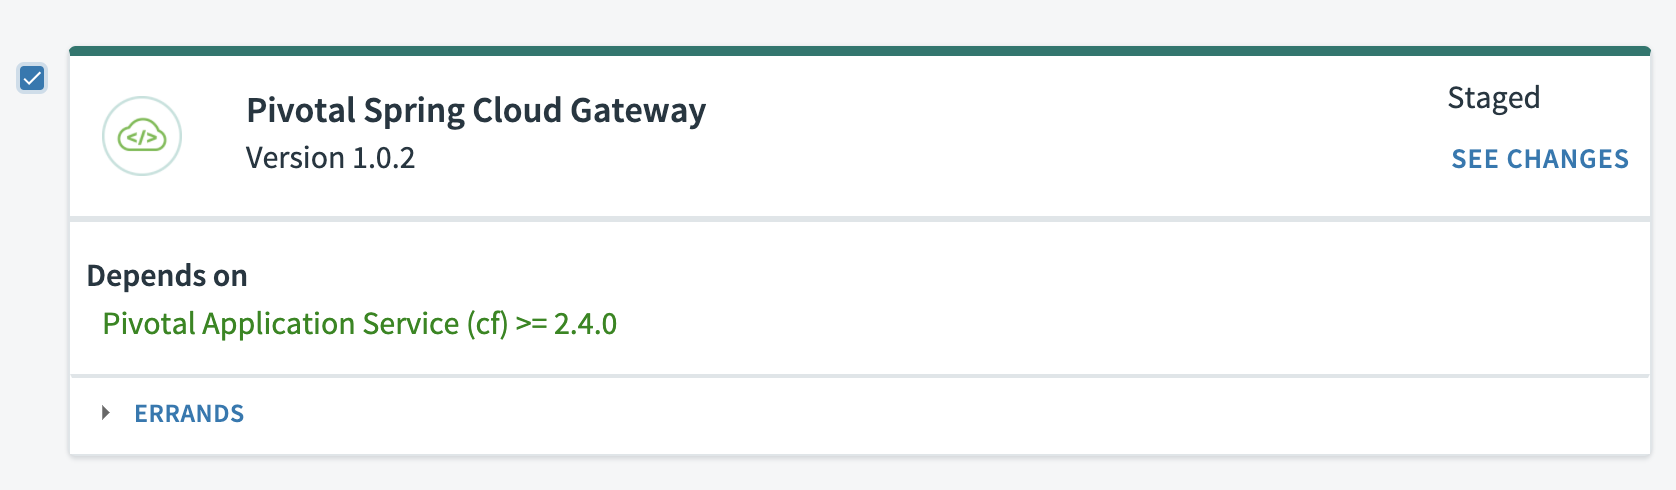 Pivotal Spring Cloud Gateway
Version 1.0.2
Staged
SEE CHANGES
Depends on
Pivotal Application Service (cf) >= 2.4.0
ERRANDS